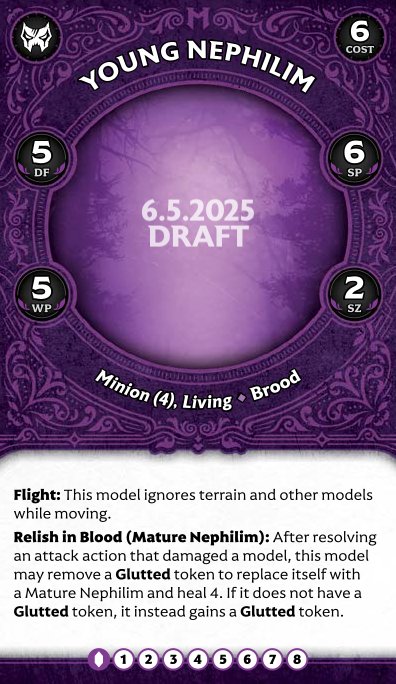 YOUNG NEPHILIM
6
COST
5
DF
6
SP
6.5.2025
DRAFT
5
WP
2
SZ
Minion (4), Living ◆ Brood
Flight: This model ignores terrain and other models
while moving.
Relish in Blood (Mature Nephilim): After resolving
an attack action that damaged a model, this model
may remove a Glutted token to replace itself with
a Mature Nephilim and heal 4. If it does not have a
Glutted token, it instead gains a Glutted token.
1 2 3 4 5 6 7 8